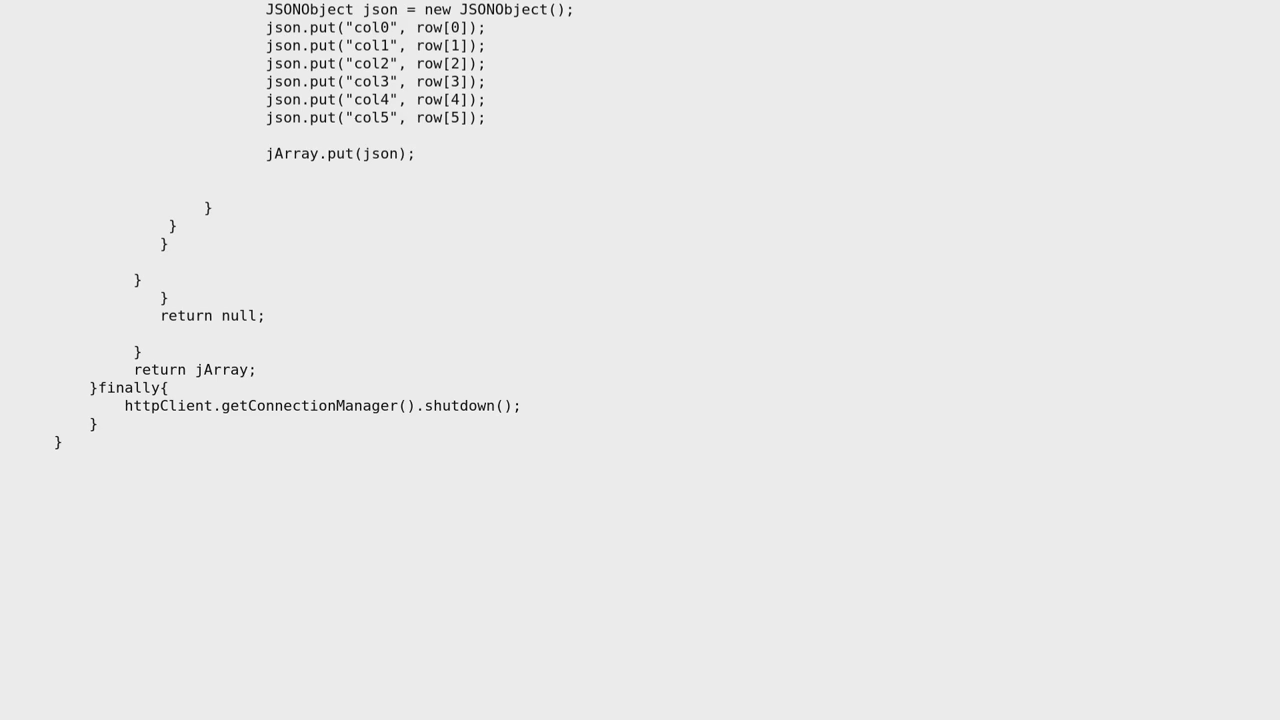 JSONObject json = new JSONObject();
json.put("col0", row[0]);
json.put("col1", row[1]);
json.put("col2", row[2]);
json.put("col3", row[3]);
json.put("col4", row[4]);
json.put("col5", row[5]);
jArray.put(json);
}
}
}
}
}
return null;
}
return jArray;
}finally{
httpClient.getConnectionManager().shutdown();
}
}